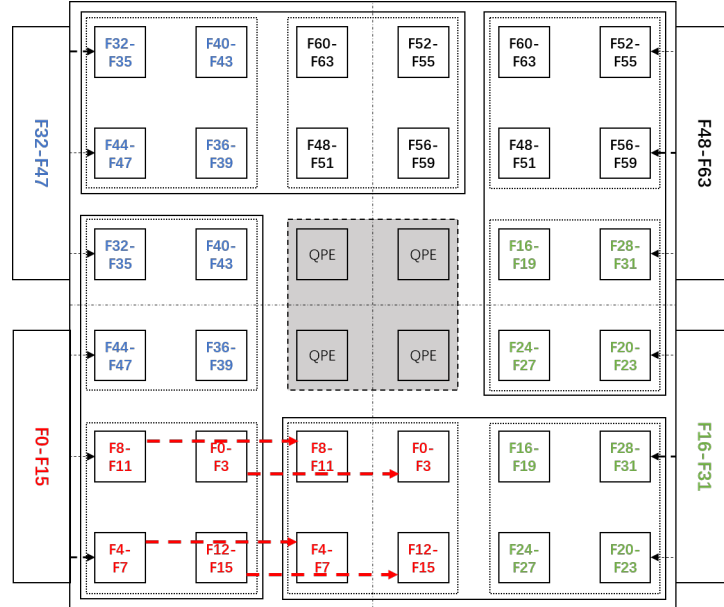 F32-
F35
F40-
F43
F60-
F63
F52-
F55
F60-
F63
F52-
F55
F32-F47
F44-
F47
F36-
F39
F48-
F51
F56-
F59
F48-
F51
F56-
F59
F48-F63
F32-
F35
F40-
F43
QPE
QPE
F16-
F19
F28-
F31
F44-
F47
F36-
F39
QPE
QPE
F24-
F27
F20-
F23
F0-F15
F8-
F11
F0-
F3
F8-
F11
F0-
F3
F16-
F19
F28-
F31
F16-F31
F4-
F7
F12-
F15
F4-
F7
F12-
F15
F24-
F27
F20-
F23